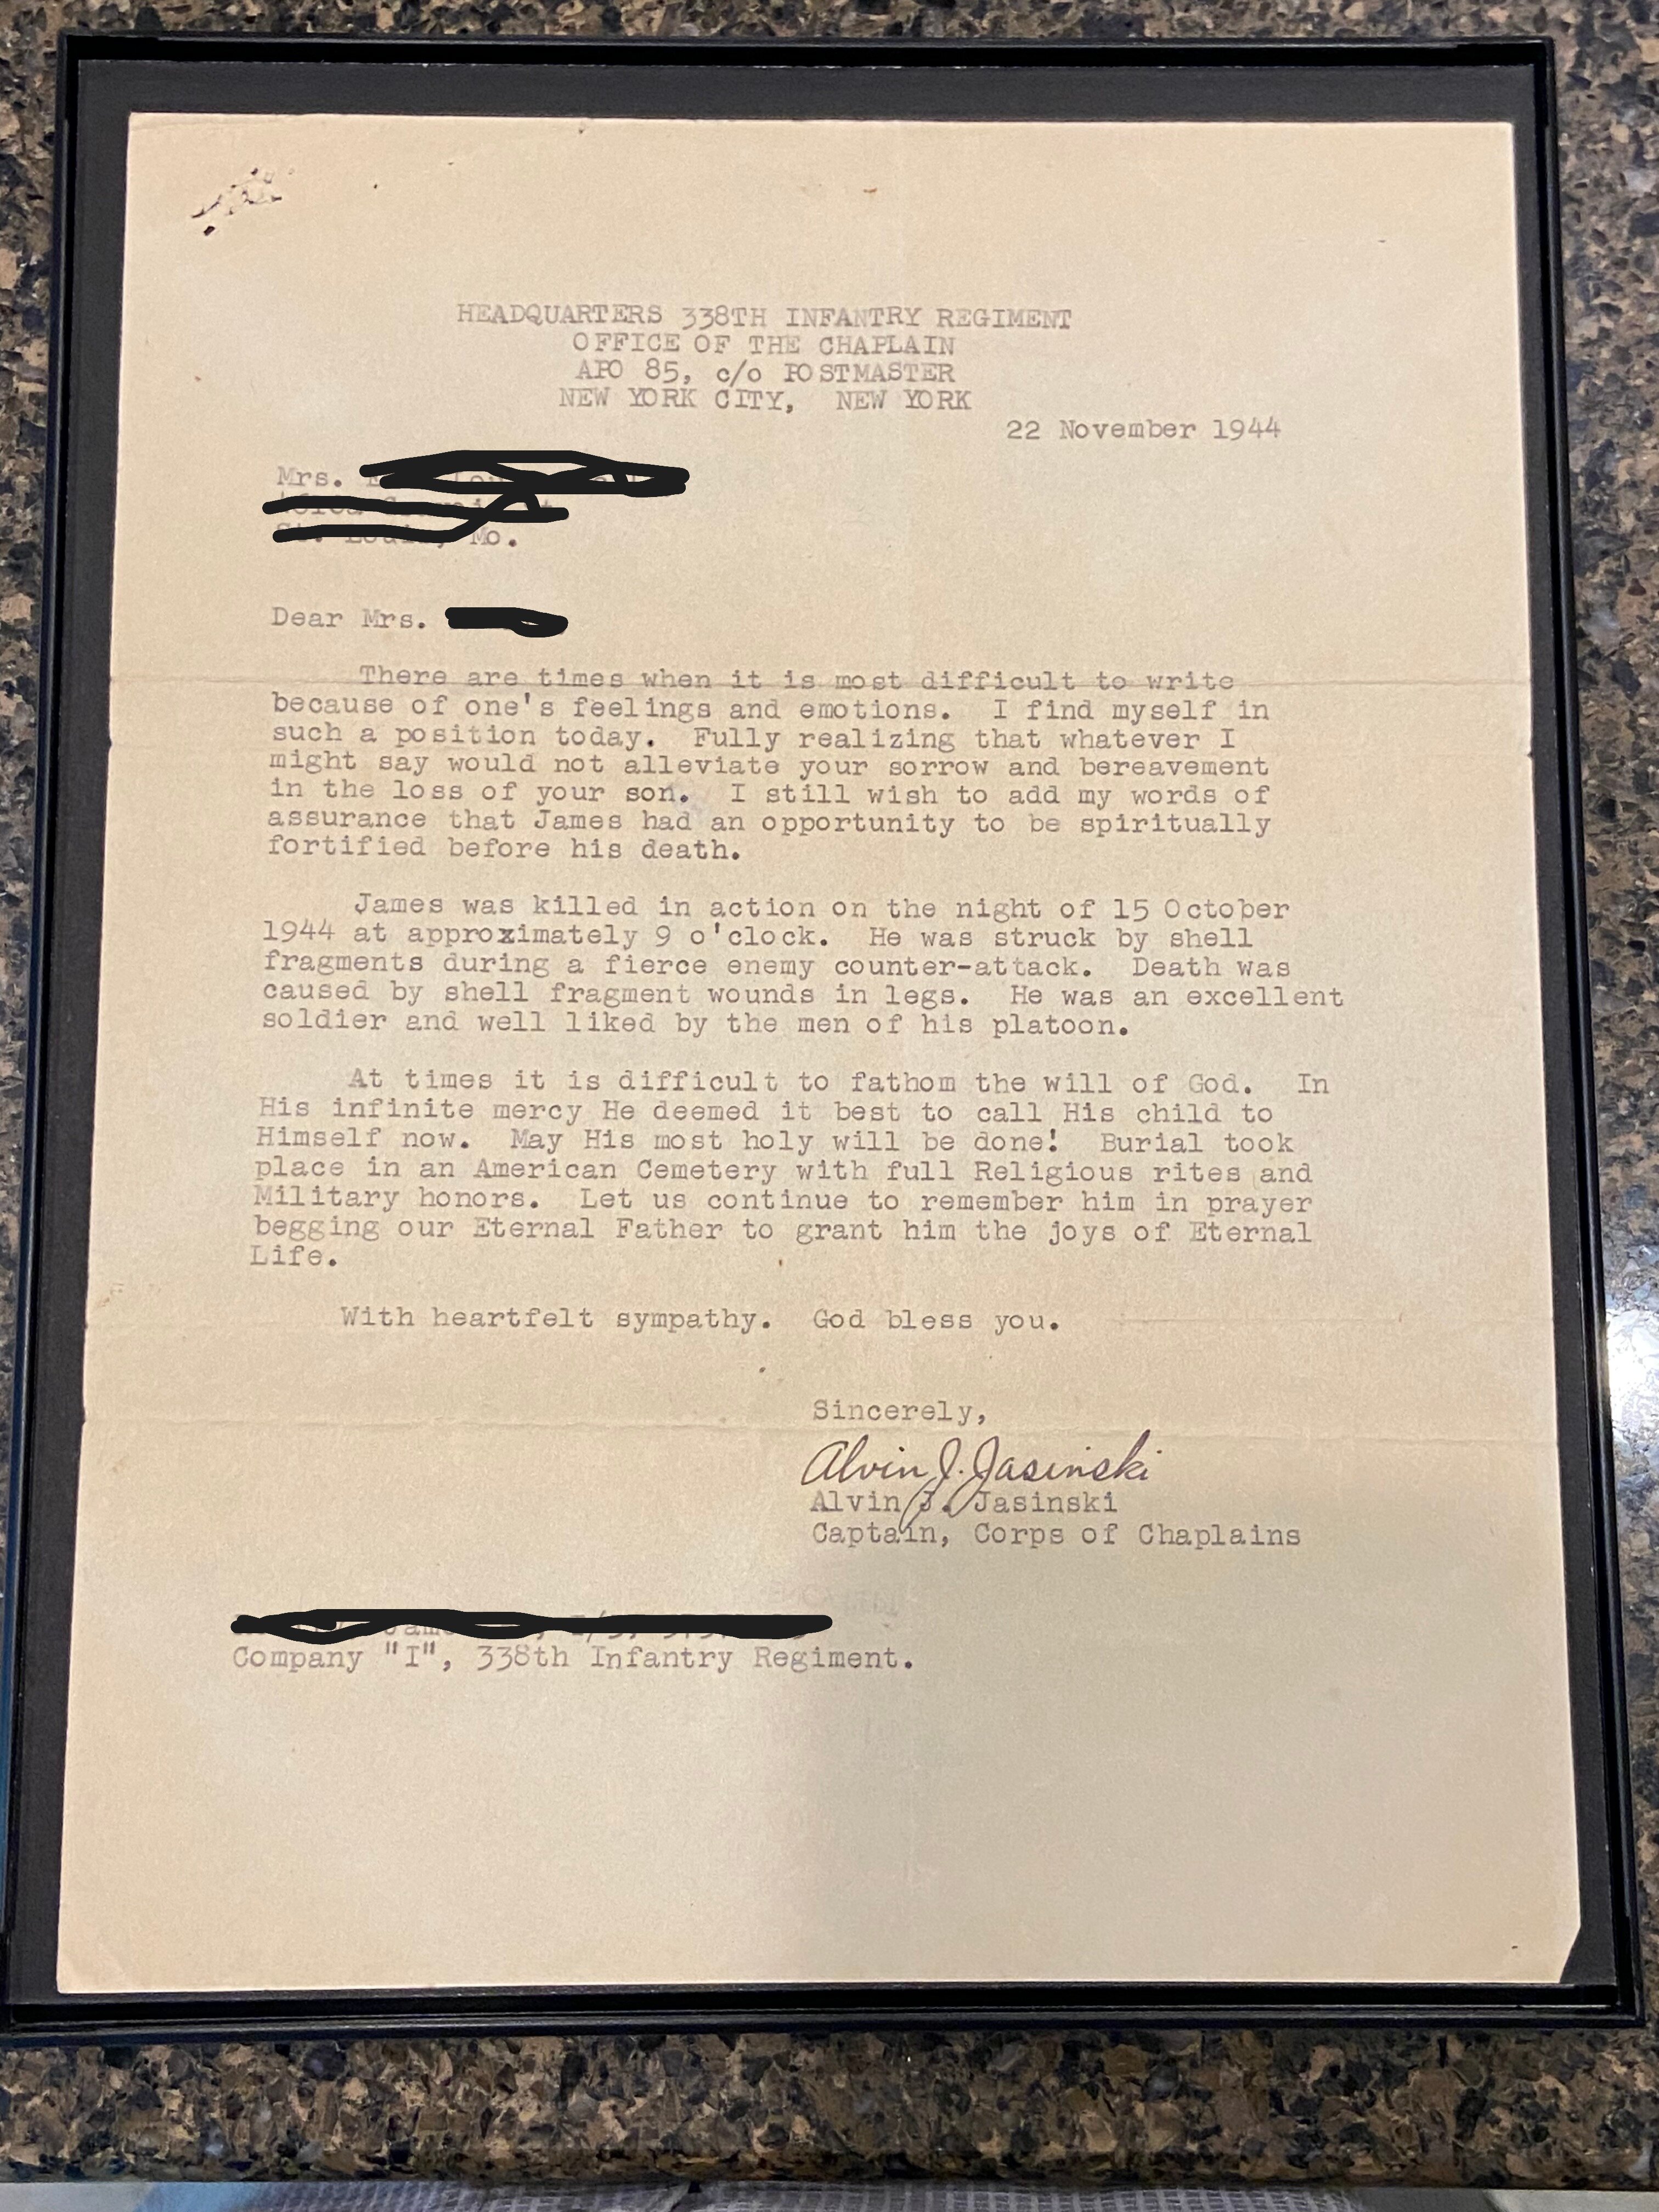 HEADQUARTERS 338TH INFANTRY REGIMENT
OFFICE OF THE CHAPLAIN
APO 85, c/o POSTMASTER
NEW YORK CITY, NEW YORK
22 November 1944
Mrs.
Mo.
Dear Mrs.
There are times when it is most difficult to write
because of one's feelings and emotions. I find myself in
such a position today. Fully realizing that whatever I
might say would not alleviate your sorrow and bereavement
in the loss of your son. I still wish to add my words of
assurance that James had an opportunity to be spiritually
fortified before his death.
James was killed in action on the night of 15 October
1944 at approximately 9 o'clock. He was struck by shell
fragments during a fierce enemy counter-attack. Death was
caused by shell fragment wounds in legs. He was an excellent
soldier and well liked by the men of his platoon.
At times it is difficult to fathom the will of God. In
His infinite mercy He deemed it best to call His child to
Himself now. May His most holy will be done! Burial took
place in an American Cemetery with full Religious rites and
Military honors. Let us continue to remember him in prayer
begging our Eternal Father to grant him the joys of Eternal
Life.
With heartfelt sympathy. God bless you.
Sincerely,
Alvin J. Jasinski
Alvin J. Jasinski
Captain, Corps of Chaplains
Company "I", 338th Infantry Regiment.